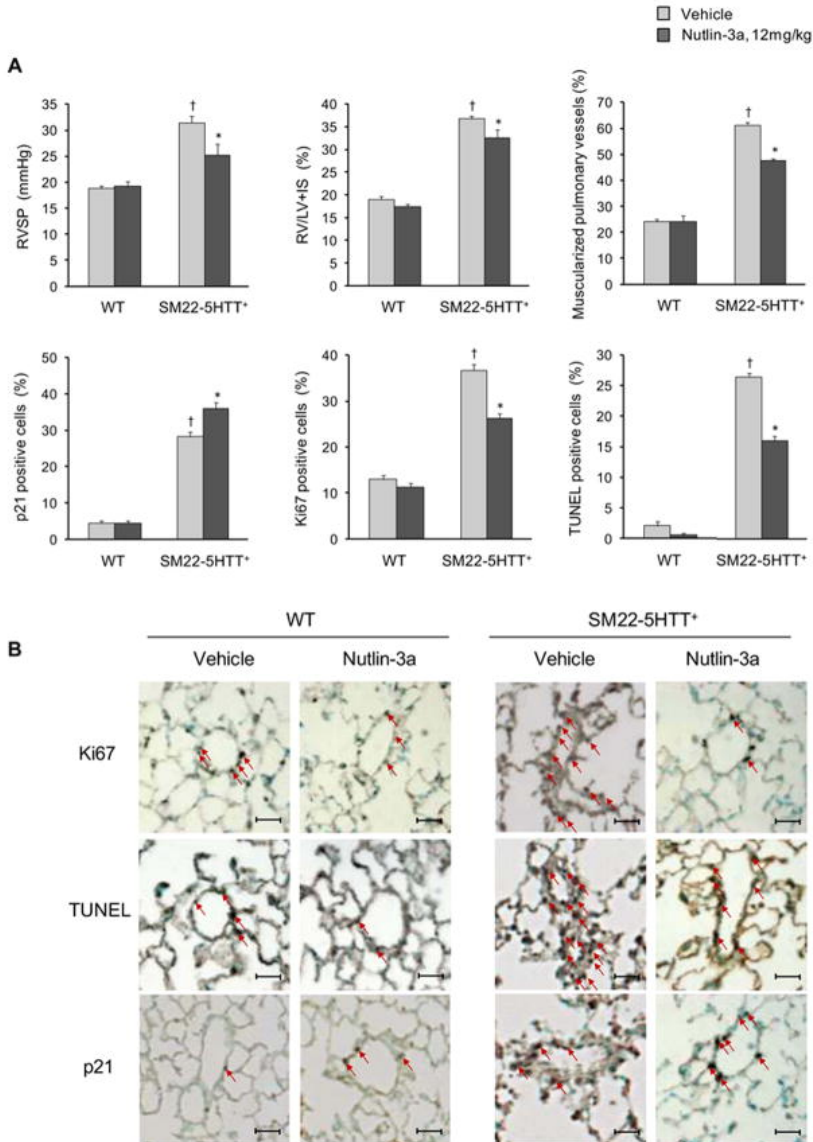 Vehicle
Nutlin-3a, 12mg/kg
A
RVSP (mmHg)
35
30
25
20
15
10
5
0
†
*
WT
SM22-5HTT⁺
RV/LV+IS (%)
45
40
35
30
25
20
15
10
5
0
†
*
WT
SM22-5HTT⁺
Muscularized pulmonary vessels (%)
70
60
50
40
30
20
10
0
†
*
WT
SM22-5HTT⁺
p21 positive cells (%)
50
40
30
20
10
0
†
*
WT
SM22-5HTT⁺
Ki67 positive cells (%)
40
30
20
10
0
†
*
WT
SM22-5HTT⁺
TUNEL positive cells (%)
30
25
20
15
10
5
0
†
*
WT
SM22-5HTT⁺
B
WT
SM22-5HTT⁺
Vehicle
Nutlin-3a
Vehicle
Nutlin-3a
Ki67
TUNEL
p21